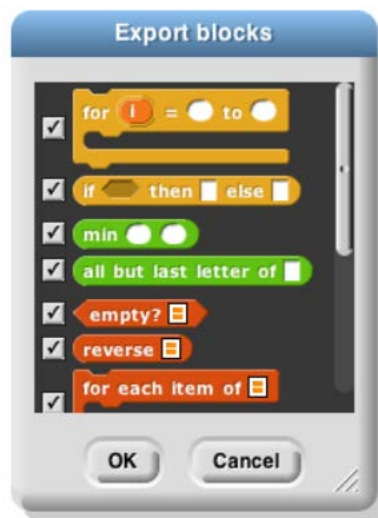 Export blocks
for i = to
if then else
min
all but last letter of
empty?
reverse
for each item of
OK Cancel